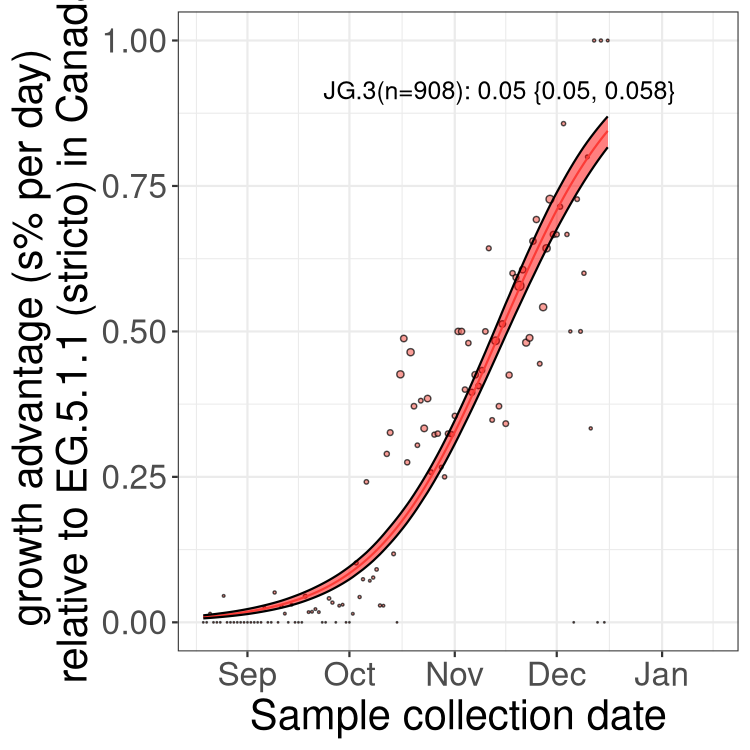 growth advantage (s% per day)
relative to EG.5.1.1 (stricto) in Canada
1.00
JG.3(n=908): 0.05 {0.05, 0.058}
0.75
0.50
0.25
0.00
Sep Oct Nov Dec Jan
Sample collection date